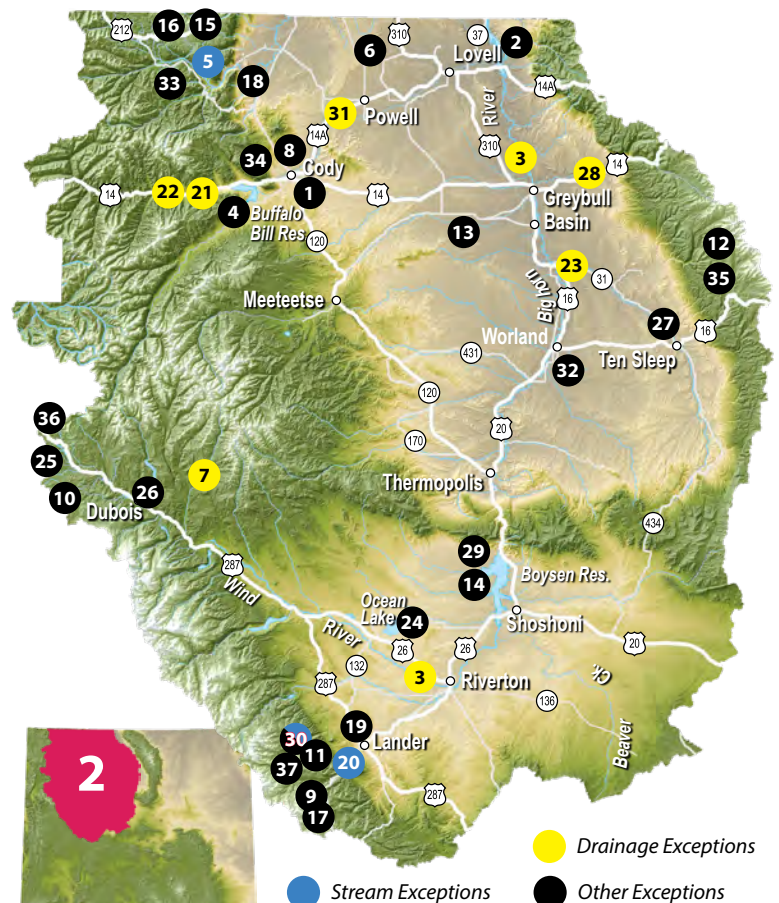 212
16
15
5
33
18
6
310
37
2
Lovell
14A
River
31
Powell
14A
310
3
28
14
34
8
Cody
14
22
21
4
1
14
Greybull
Buffalo
Bill Res.
120
13
Basin
12
35
23
31
Big Horn
16
Meeteetse
Worland
431
32
27
Ten Sleep
16
120
170
20
36
25
10
26
Dubois
7
Thermopolis
434
29
14
Boysen Res.
287
Wind
River
Ocean
Lake
24
26
26
Shoshoni
20
132
287
3
Riverton
136
Ck.
Beaver
30
19
Lander
11
20
37
9
17
287
2
Drainage Exceptions
Stream Exceptions
Other Exceptions